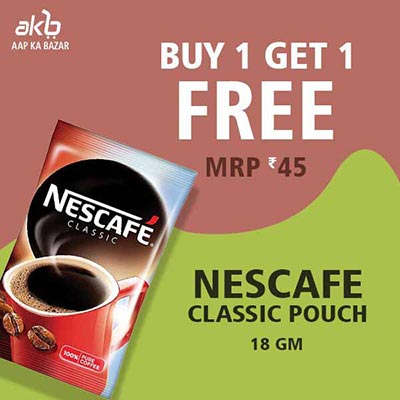 akb
AAP KA BAZAR
BUY 1 GET 1
FREE
MRP ₹45
NESCAFÉ
CLASSIC
100% PURE
COFFEE
NESCAFE
CLASSIC POUCH
18 GM